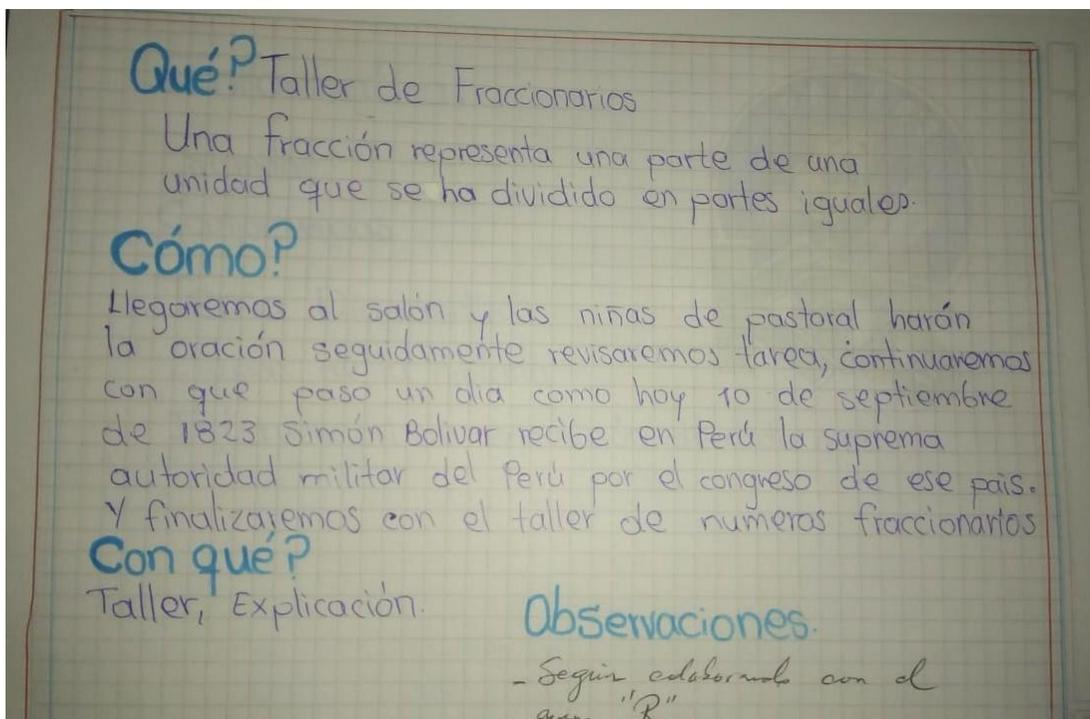 Qué? Taller de Fraccionarios
Una fracción representa una parte de una
unidad que se ha dividido en partes iguales.
Cómo?
Llegaremos al salón y las niñas de pastoral harán
la oración seguidamente revisaremos tarea, continuaremos
con que paso un dia como hoy 10 de septiembre
de 1823 Simón Bolivar recibe en Perú la suprema
autoridad militar del Perú por el congreso de ese pais.
Y finalizaremos con el taller de numeros fraccionarios
Con qué?
Taller, Explicación.
Observaciones.
- Seguir con el
"R"